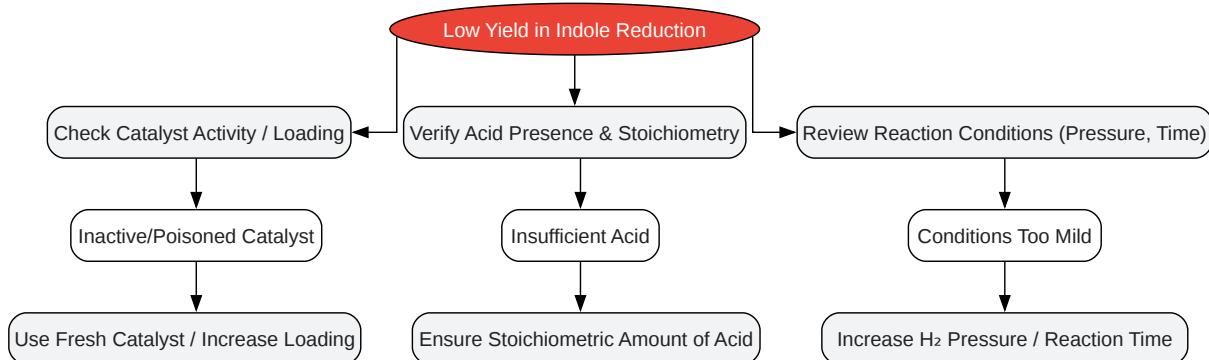 Low Yield in Indole Reduction
Check Catalyst Activity / Loading
Verify Acid Presence & Stoichiometry
Review Reaction Conditions (Pressure, Time)
Inactive/Poisoned Catalyst
Insufficient Acid
Conditions Too Mild
Use Fresh Catalyst / Increase Loading
Ensure Stoichiometric Amount of Acid
Increase H₂ Pressure / Reaction Time